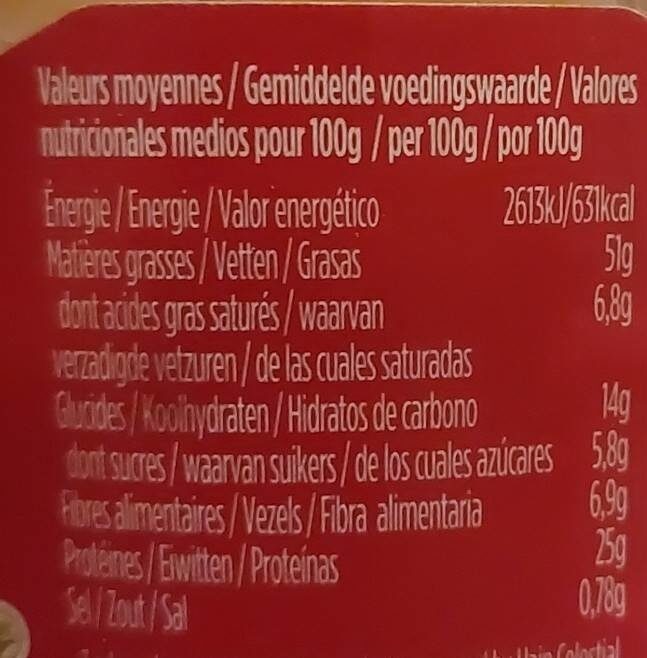 Valeurs moyennes / Gemiddelde voedingswaarde / Valores
nutricionales medios pour 100g / per 100g / por 100g
Énergie / Energie / Valor energético 2613kJ/631kcal
Matières grasses / Vetten / Grasas 51g
dont acides gras saturés / waarvan 6,8g
verzadigde vetzuren / de las cuales saturadas
Glucides / Koolhydraten / Hidratos de carbono 14g
dont sucres / waarvan suikers / de los cuales azúcares 5,8g
Fibres alimentaires / Vezels / Fibra alimentaria 6,9g
Protéines / Eiwitten / Proteínas 25g
Sel / Zout / Sal 0,78g
Hain Celestial